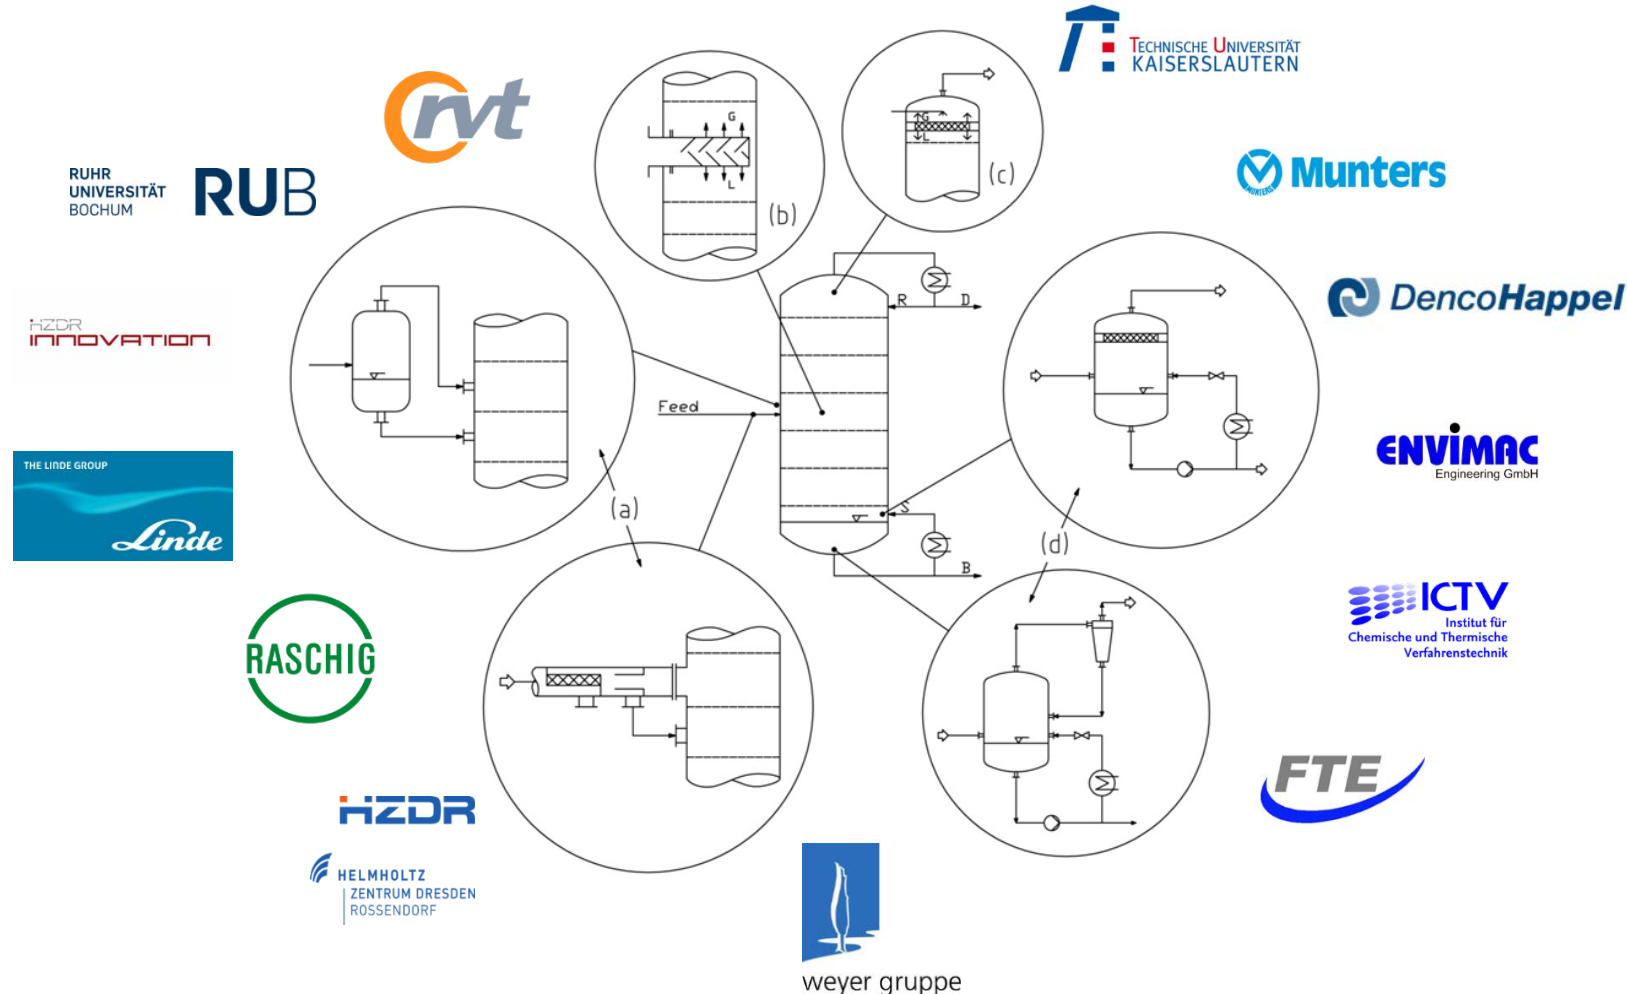 TECHNISCHE UNIVERSITÄT
KAISERSLAUTERN
rvt
RUHR
UNIVERSITÄT
BOCHUM
RUB
Munters
MUNTERS
G
L
(b)
G
L
(c)
HZDR
INNOVATION
DencoHappel
R
D
Feed
S
B
(a)
(d)
THE LINDE GROUP
Linde
ENVIMAC
Engineering GmbH
RASCHIG
ICTV
Institut für
Chemische und Thermische
Verfahrenstechnik
FTE
HZDR
HELMHOLTZ
ZENTRUM DRESDEN
ROSSENDORF
weyer gruppe